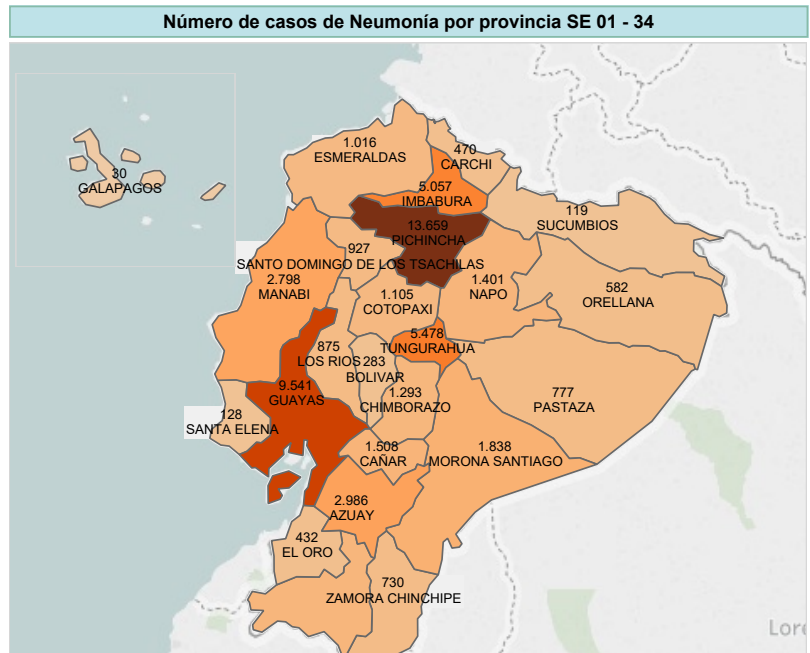 Número de casos de Neumonía por provincia SE 01 - 34
1.016
ESMERALDAS
470
CARCHI
30
GALAPAGOS
5.057
IMBABURA
119
SUCUMBIOS
13.659
PICHINCHA
927
SANTO DOMINGO DE LOS TSACHILAS
2.798
MANABI
1.401
NAPO
582
ORELLANA
1.105
COTOPAXI
5.478
TUNGURAHUA
875
LOS RIOS
283
BOLIVAR
9.541
GUAYAS
1.293
CHIMBORAZO
777
PASTAZA
128
SANTA ELENA
1.508
CAÑAR
1.838
MORONA SANTIAGO
2.986
AZUAY
432
EL ORO
730
ZAMORA CHINCHIPE